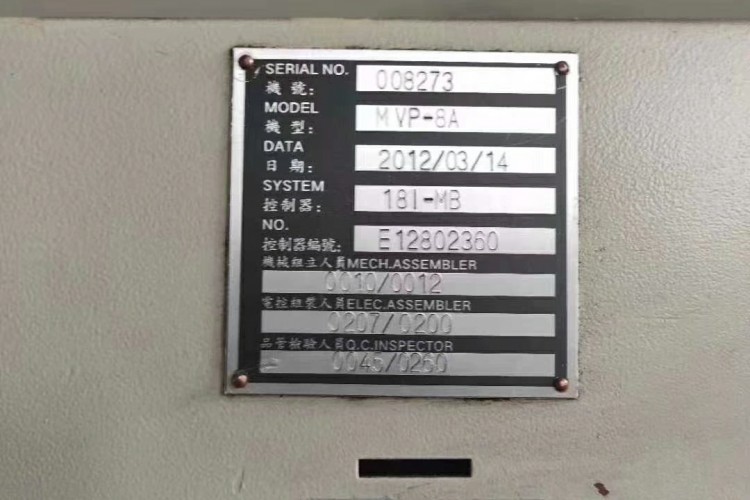 SERIAL NO. 008273
機號：
MODEL MVP-8A
機型：
DATA 2012/03/14
日期：
SYSTEM 18I-MB
控制器：
NO. E12802360
控制器編號：
機械組立人員MECH.ASSEMBLER
0010/0012
電控組裝人員ELEC.ASSEMBLER
0207/0200
品管檢驗人員Q.C.INSPECTOR
0045/0260